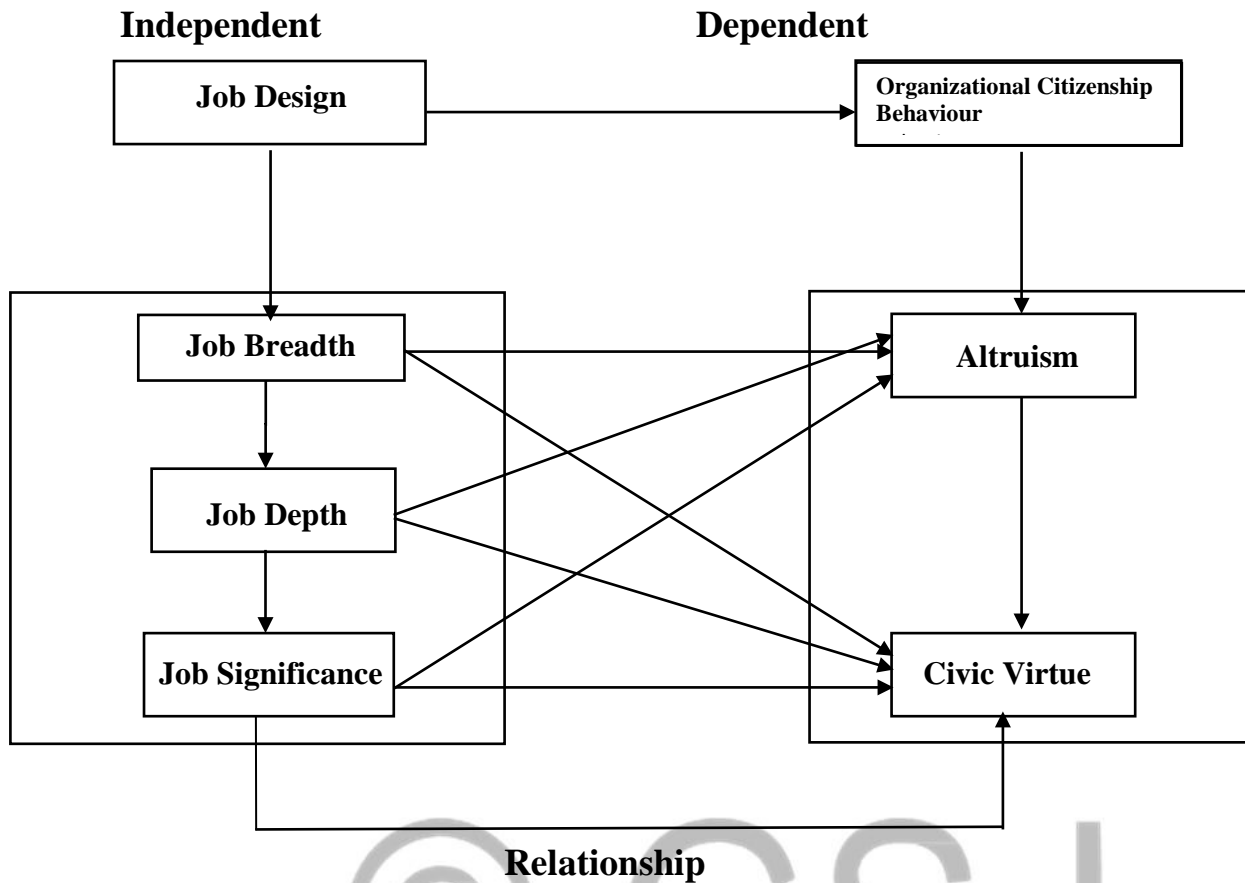 Independent Dependent
Job Design
Organizational Citizenship
Behaviour
Job Breadth
Altruism
Job Depth
Job Significance
Civic Virtue
Relationship